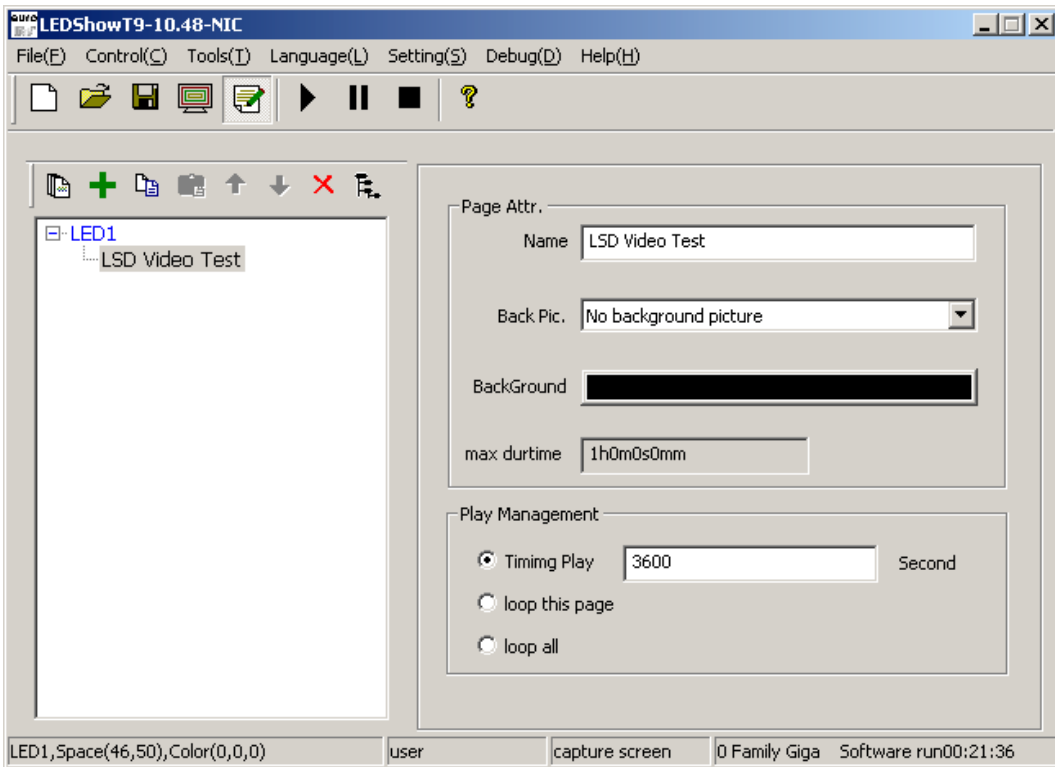 LEDShowT9-10.48-NIC
File(F) Control(C) Tools(T) Language(L) Setting(S) Debug(D) Help(H)
LED1
LSD Video Test
Page Attr.
Name LSD Video Test
Back Pic. No background picture
BackGround
max durtime 1h0m0s0mm
Play Management
Timimg Play 3600 Second
loop this page
loop all
LED1,Space(46,50),Color(0,0,0) user capture screen 0 Family Giga Software run00:21:36